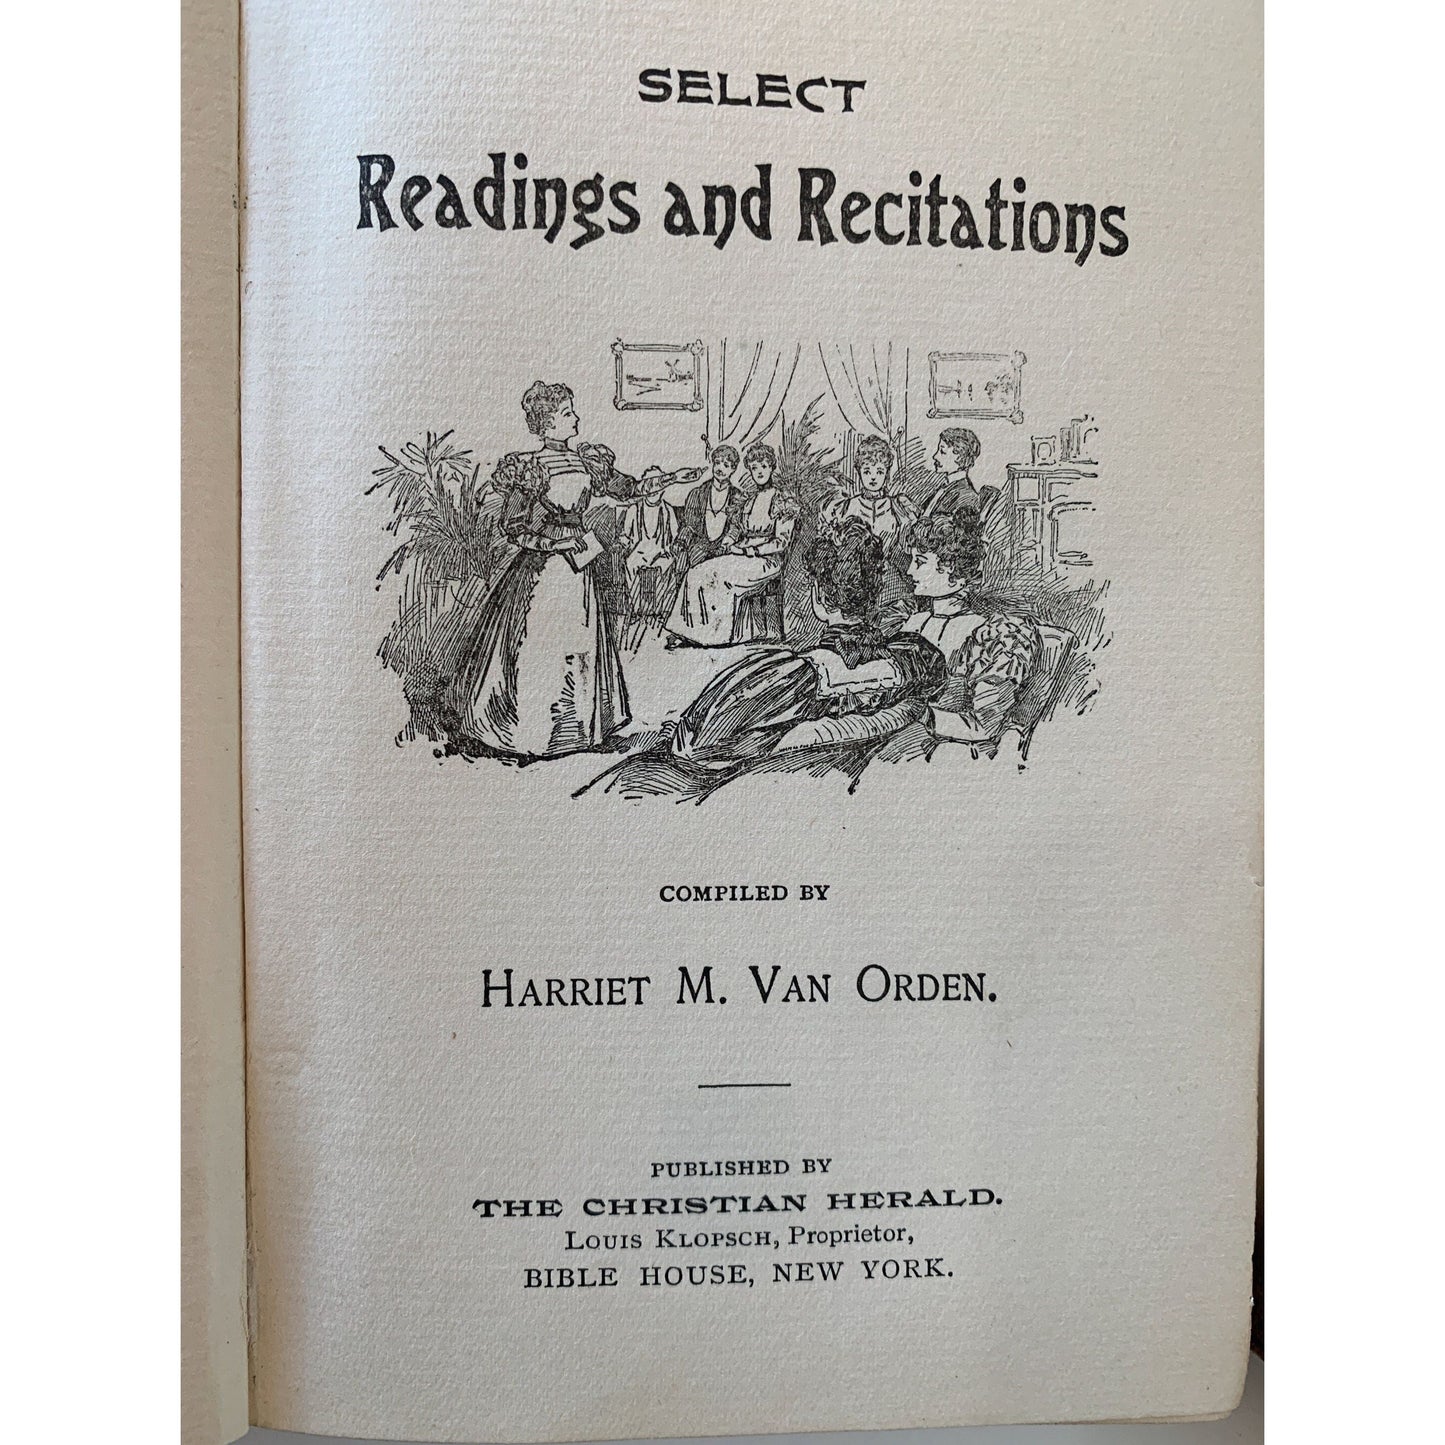 SELECT
Readings and Recitations
COMPILED BY
HARRIET M. VAN ORDEN.
PUBLISHED BY
THE CHRISTIAN HERALD.
LOUIS KLOPSCH, Proprietor,
BIBLE HOUSE, NEW YORK.